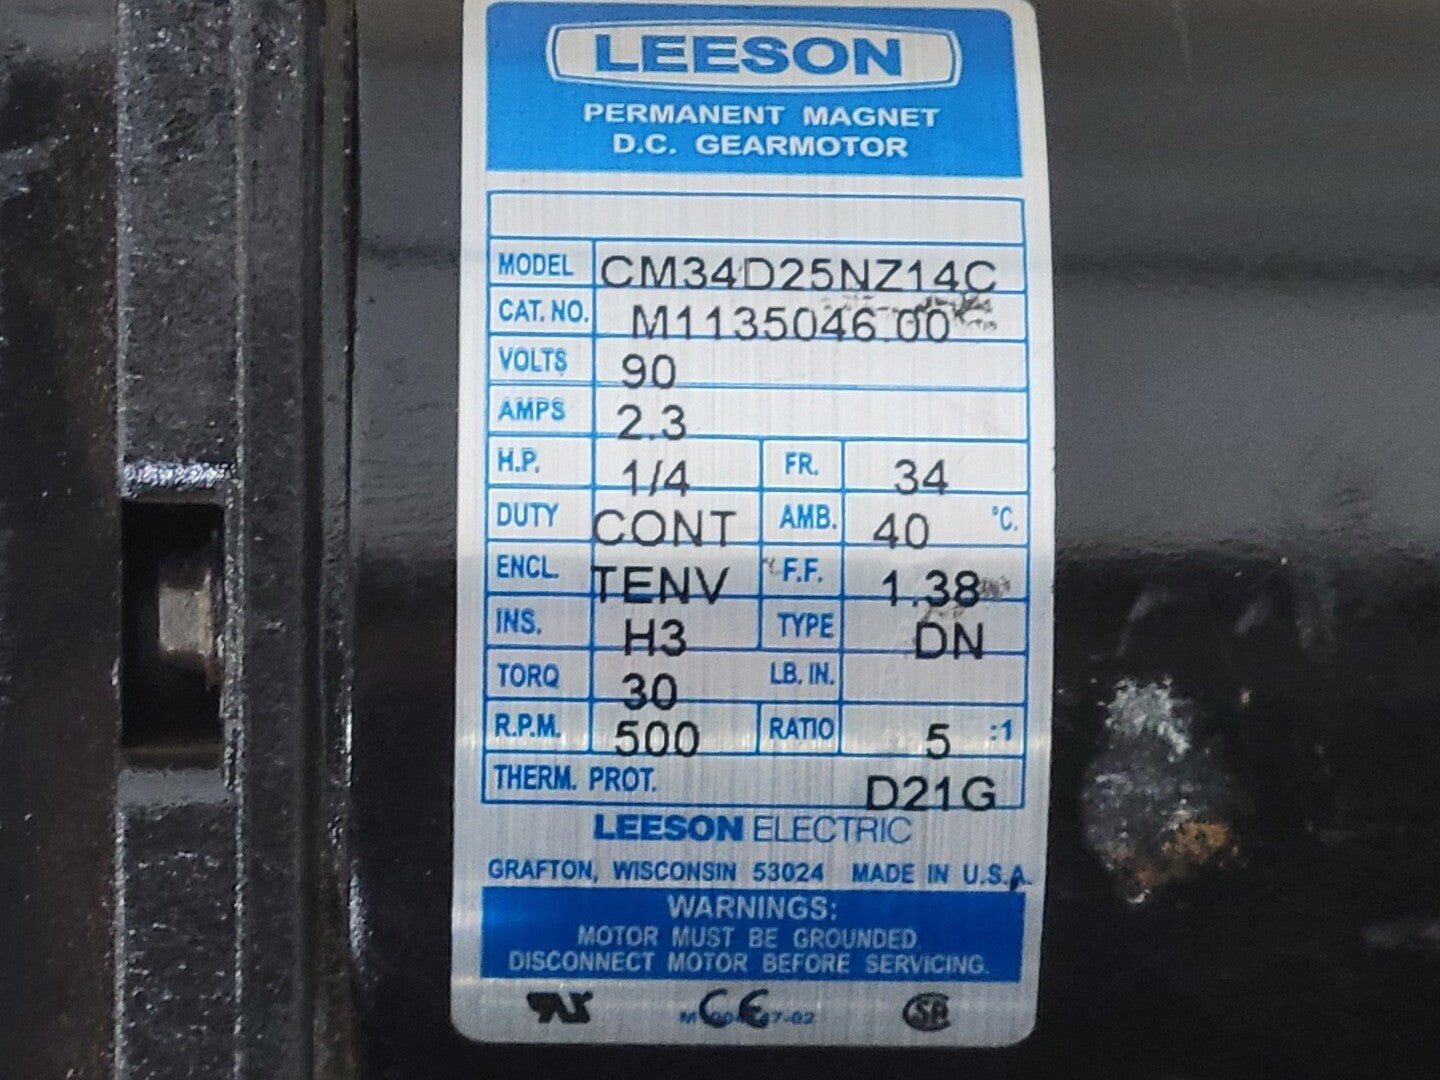 LEESON
PERMANENT MAGNET
D.C. GEARMOTOR
MODEL CM34D25NZ14C
CAT. NO. M1135046.00
VOLTS 90
AMPS 2.3
H.P. 1/4 FR. 34
DUTY CONT AMB. 40 °C.
ENCL. TENV F.F. 1.38
INS. H3 TYPE DN
TORQ 30 LB. IN.
R.P.M. 500 RATIO 5 :1
THERM. PROT. D21G
LEESON ELECTRIC
GRAFTON, WISCONSIN 53024 MADE IN U.S.A.
WARNINGS:
MOTOR MUST BE GROUNDED
DISCONNECT MOTOR BEFORE SERVICING.
CE SA